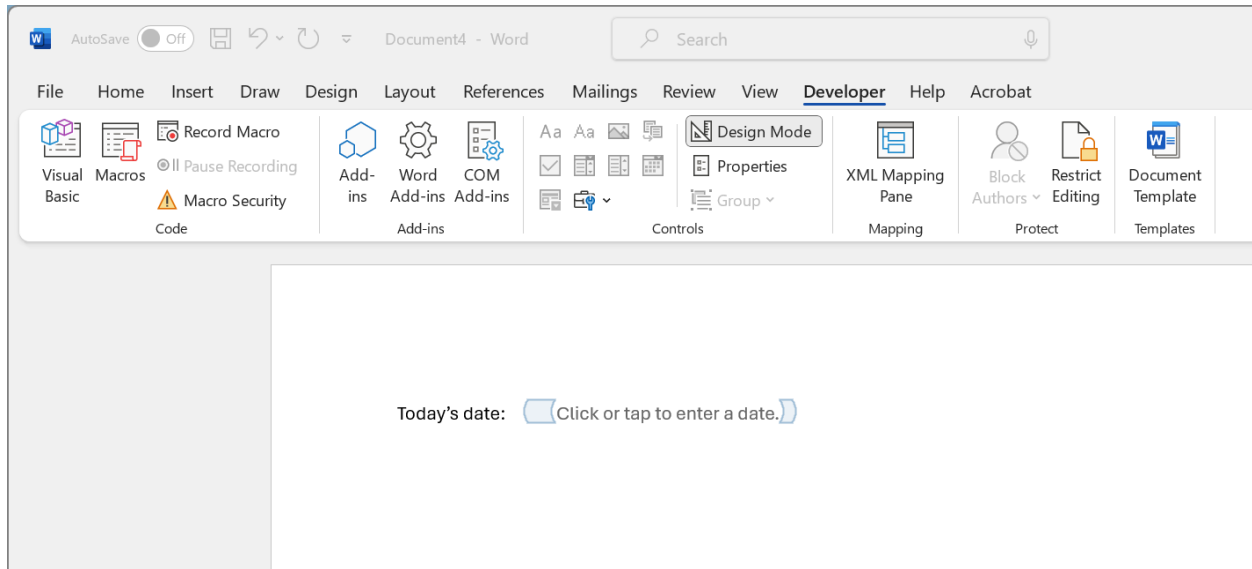 W AutoSave Off Document4 - Word Search
File Home Insert Draw Design Layout References Mailings Review View Developer Help Acrobat
Visual Basic
Macros
Record Macro
Pause Recording
Macro Security
Code
Add-ins
Word Add-ins
COM Add-ins
Add-ins
Aa Aa
Design Mode
Properties
Group
Controls
XML Mapping Pane
Mapping
Block Authors
Restrict Editing
Protect
W
Document Template
Templates
Today’s date: Click or tap to enter a date.